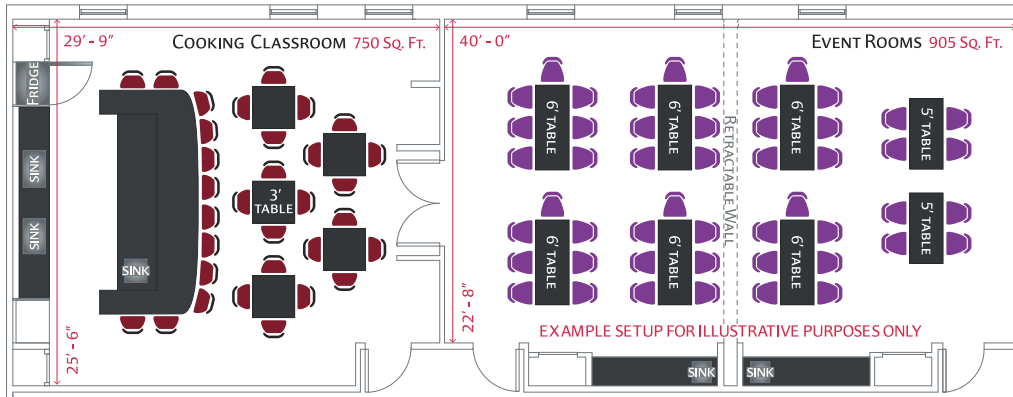 29' - 9"
COOKING CLASSROOM 750 SQ. FT.
40' - 0"
EVENT ROOMS 905 SQ. FT.
FRIDGE
SINK
SINK
SINK
3'
TABLE
25' - 6"
6' TABLE
6' TABLE
6' TABLE
5' TABLE
RETRACTABLE WALL
6' TABLE
6' TABLE
6' TABLE
5' TABLE
22' - 8"
EXAMPLE SETUP FOR ILLUSTRATIVE PURPOSES ONLY
SINK
SINK